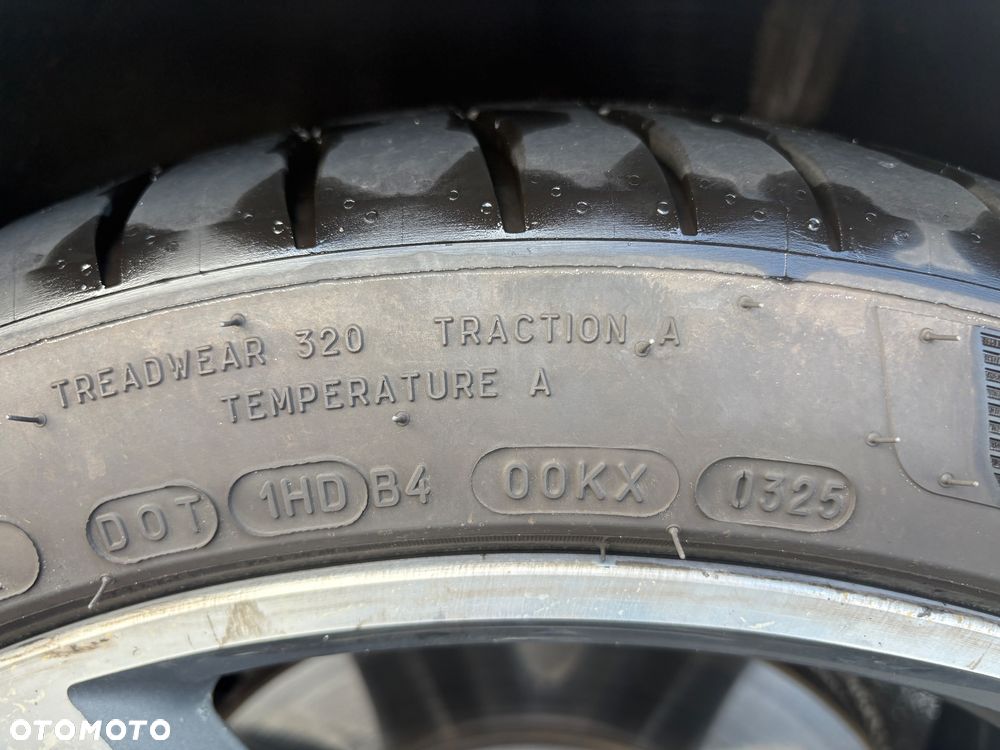 TREADWEAR 320 TRACTION A
TEMPERATURE A
DOT 1HD B4 00KX 0325
OTOMOTO